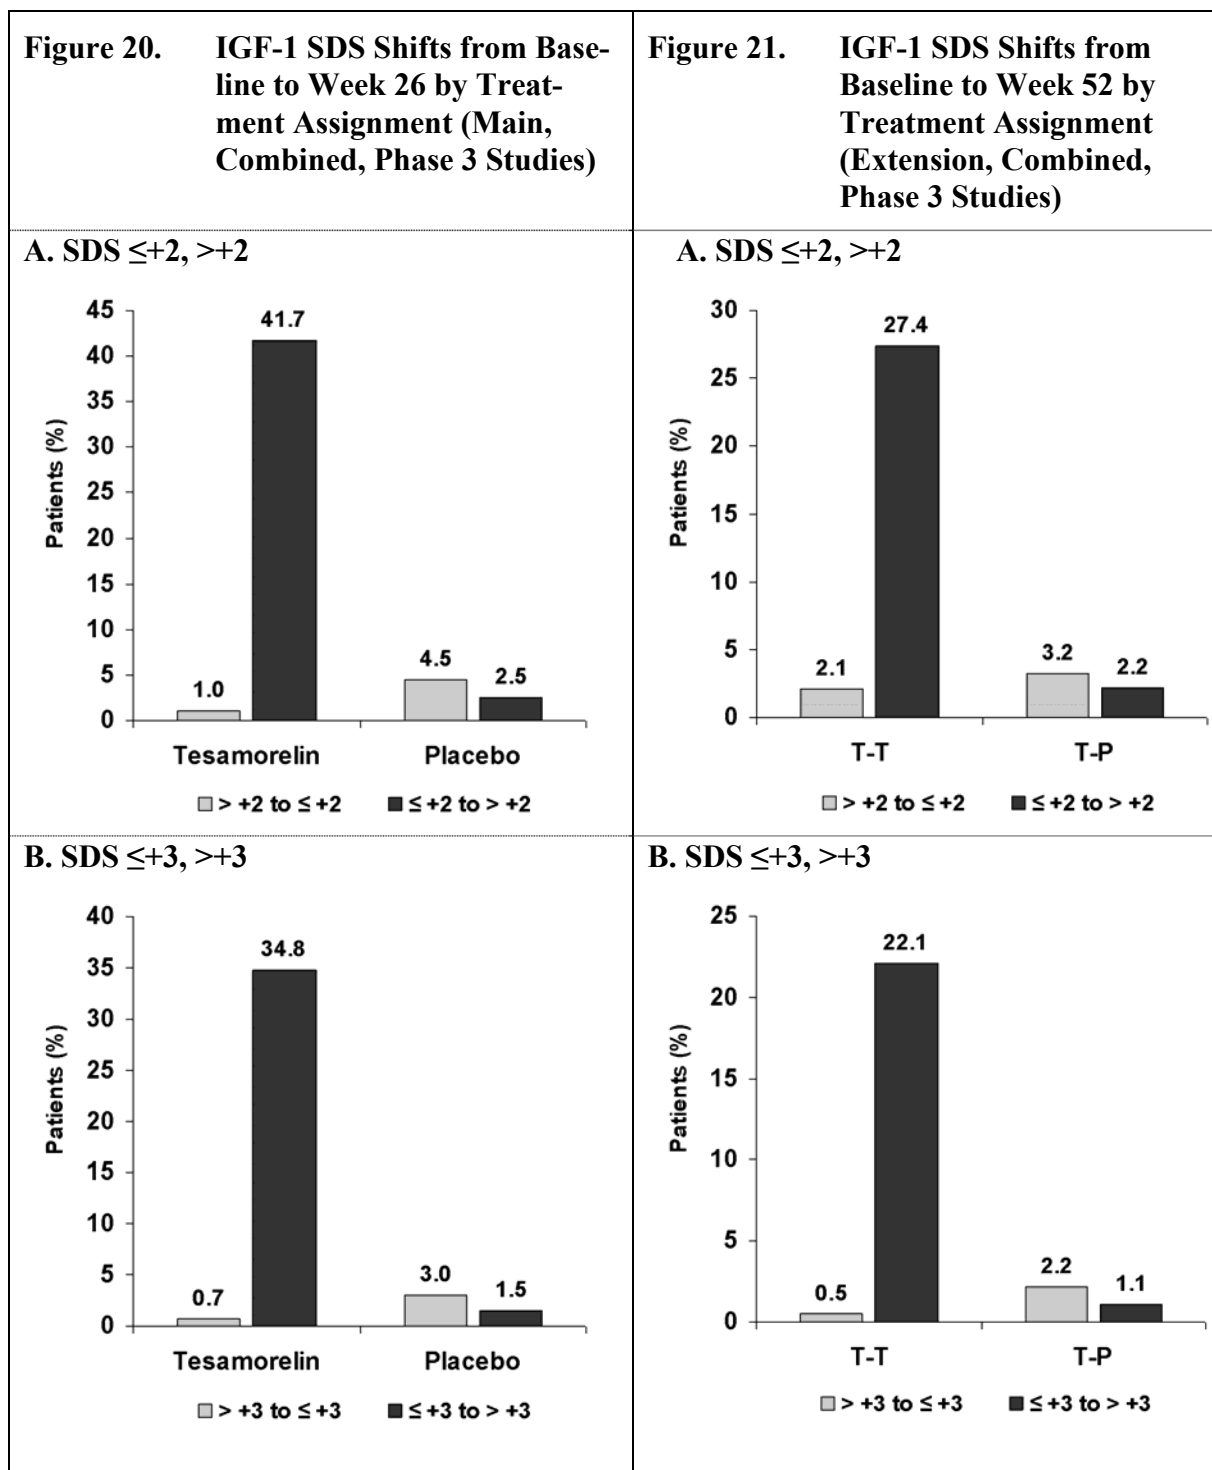 Figure 20. IGF-1 SDS Shifts from Base-
line to Week 26 by Treat-
ment Assignment (Main,
Combined, Phase 3 Studies)
Figure 21. IGF-1 SDS Shifts from
Baseline to Week 52 by
Treatment Assignment
(Extension, Combined,
Phase 3 Studies)
A. SDS ≤+2, >+2
45
40
35
30
25
20
15
10
5
0
Patients (%)
1.0
41.7
4.5
2.5
Tesamorelin Placebo
> +2 to ≤ +2 ≤ +2 to > +2
A. SDS ≤+2, >+2
30
25
20
15
10
5
0
Patients (%)
2.1
27.4
3.2
2.2
T-T T-P
> +2 to ≤ +2 ≤ +2 to > +2
B. SDS ≤+3, >+3
40
35
30
25
20
15
10
5
0
Patients (%)
0.7
34.8
3.0
1.5
Tesamorelin Placebo
> +3 to ≤ +3 ≤ +3 to > +3
B. SDS ≤+3, >+3
25
20
15
10
5
0
Patients (%)
0.5
22.1
2.2
1.1
T-T T-P
> +3 to ≤ +3 ≤ +3 to > +3